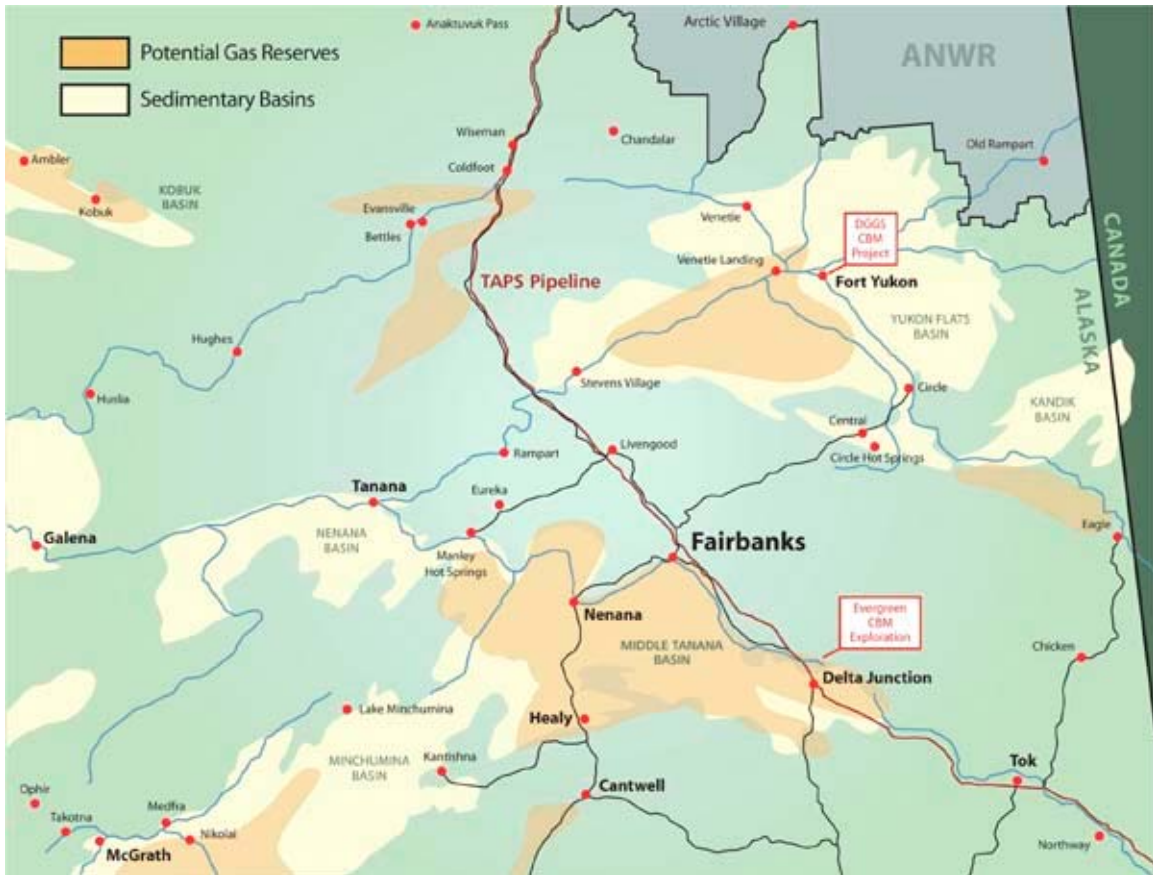 Anaktuvuk Pass
Arctic Village
ANWR
Potential Gas Reserves
Sedimentary Basins
Wiseman
Chandalar
Coldfoot
Old Rampart
Ambler
KOBUK
BASIN
Kobuk
Evansville
Bettles
Venetie
DGGS
CBM
Project
CANADA
ALASKA
Venetie Landing
Fort Yukon
TAPS Pipeline
YUKON FLATS
BASIN
Hughes
Stevens Village
Huslia
Circle
KANDIK
BASIN
Central
Circle Hot Springs
Livengood
Rampart
Tanana
Eureka
Galena
NENANA
BASIN
Manley
Hot Springs
Fairbanks
Eagle
Nenana
Evergreen
CBM
Exploration
MIDDLE TANANA
BASIN
Chicken
Delta Junction
Lake Minchumina
Healy
MINCHUMINA
BASIN
Kantishna
Cantwell
Tok
Ophir
Takotna
Medfra
Nikolai
McGrath
Northway